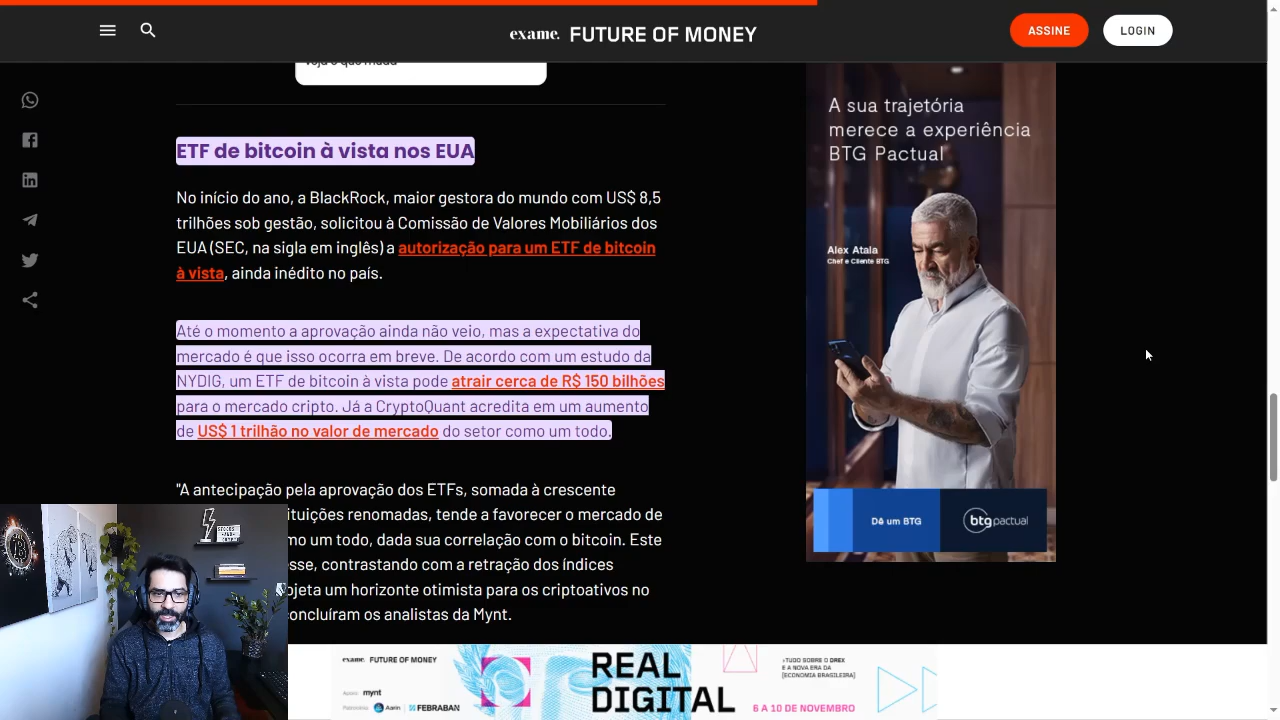 exame. FUTURE OF MONEY
ASSINE
LOGIN
ETF de bitcoin à vista nos EUA
No início do ano, a BlackRock, maior gestora do mundo com US$ 8,5
trilhões sob gestão, solicitou à Comissão de Valores Mobiliários dos
EUA (SEC, na sigla em inglês) a autorização para um ETF de bitcoin
à vista, ainda inédito no país.
Até o momento a aprovação ainda não veio, mas a expectativa do
mercado é que isso ocorra em breve. De acordo com um estudo da
NYDIG, um ETF de bitcoin à vista pode atrair cerca de R$ 150 bilhões
para o mercado cripto. Já a CryptoQuant acredita em um aumento
de US$ 1 trilhão no valor de mercado do setor como um todo.
"A antecipação pela aprovação dos ETFs, somada à crescente
tituições renomadas, tende a favorecer o mercado de
mo um todo, dada sua correlação com o bitcoin. Este
sse, contrastando com a retração dos índices
ojeta um horizonte otimista para os criptoativos no
concluíram os analistas da Mynt.
A sua trajetória
merece a experiência
BTG Pactual
Alex Atala
Chef e Cliente BTG
Dê um BTG
btg pactual
exame. FUTURE OF MONEY
Apoio mynt
Aarin FEBRABAN
REAL
DIGITAL
TUDO SOBRE O DREX
E A NOVA ERA DA
[ECONOMIA BRASILEIRA]
6 A 10 DE NOVEMBRO